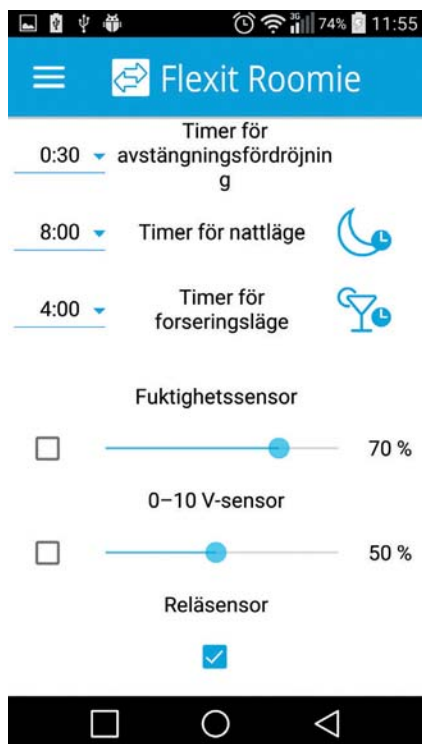 3G 74% 11:55
Flexit Roomie
Timer för
0:30 avstängningsfördröjnin
g
8:00 Timer för nattläge
Timer för
4:00 forseringsläge
Fuktighetssensor
70 %
0–10 V-sensor
50 %
Reläsensor